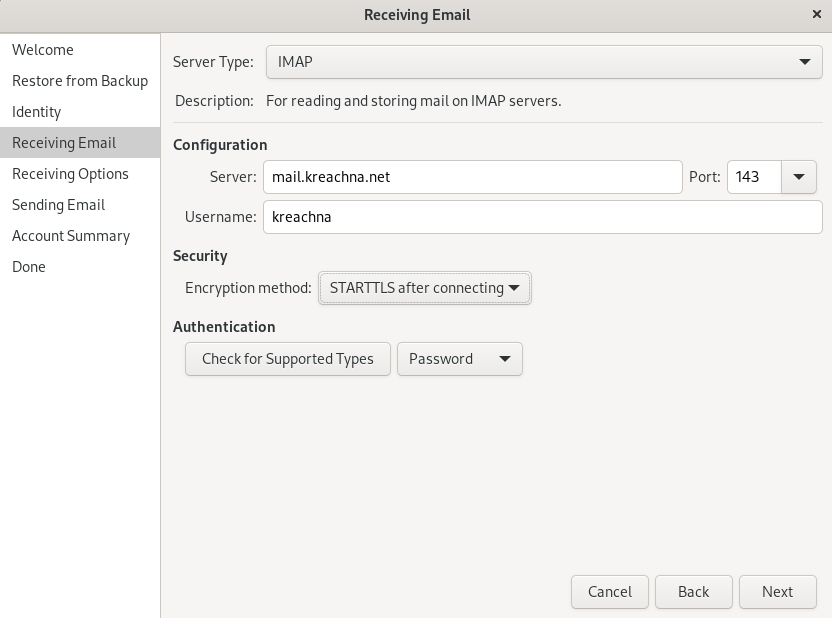 Receiving Email
Welcome
Restore from Backup
Identity
Receiving Email
Receiving Options
Sending Email
Account Summary
Done
Server Type: IMAP
Description: For reading and storing mail on IMAP servers.
Configuration
Server: mail.kreachna.net Port: 143
Username: kreachna
Security
Encryption method: STARTTLS after connecting
Authentication
Check for Supported Types Password
Cancel Back Next